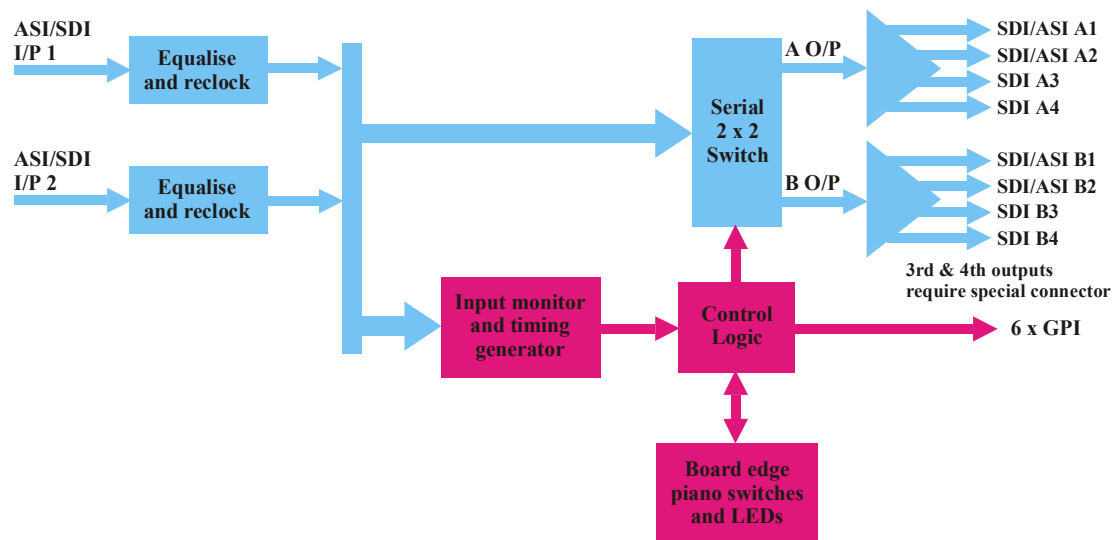 ASI/SDI
I/P 1
Equalise
and reclock
ASI/SDI
I/P 2
Equalise
and reclock
Serial
2 x 2
Switch
A O/P
B O/P
SDI/ASI A1
SDI/ASI A2
SDI A3
SDI A4
SDI/ASI B1
SDI/ASI B2
SDI B3
SDI B4
3rd & 4th outputs
require special connector
Input monitor
and timing
generator
Control
Logic
6 x GPI
Board edge
piano switches
and LEDs